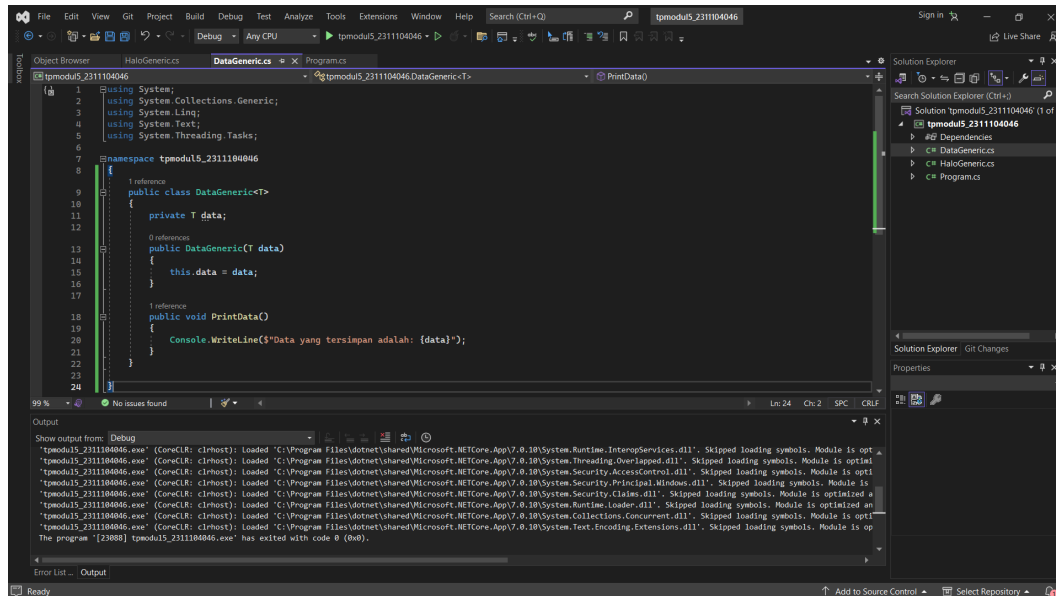 File Edit View Git Project Build Debug Test Analyze Tools Extensions Window Help Search (Ctrl+Q) tpmodul5_2311104046 Sign in
Debug Any CPU tpmodul5_2311104046 Live Share
Toolbox
Object Browser HaloGeneric.cs DataGeneric.cs Program.cs
tpmodul5_2311104046 tpmodul5_2311104046.DataGeneric<T> PrintData()
1 using System;
2 using System.Collections.Generic;
3 using System.Linq;
4 using System.Text;
5 using System.Threading.Tasks;
6
7 namespace tpmodul5_2311104046
8 {
1 reference
9 public class DataGeneric<T>
10 {
11 private T data;
12
0 references
13 public DataGeneric(T data)
14 {
15 this.data = data;
16 }
17
1 reference
18 public void PrintData()
19 {
20 Console.WriteLine($"Data yang tersimpan adalah: {data}");
21 }
22 }
23
24 }
99 % No issues found Ln: 24 Ch: 2 SPC CRLF
Output
Show output from: Debug
'tpmodul5_2311104046.exe' (CoreCLR: clrhost): Loaded 'C:\Program Files\dotnet\shared\Microsoft.NETCore.App\7.0.10\System.Runtime.InteropServices.dll'. Skipped loading symbols. Module is opt
'tpmodul5_2311104046.exe' (CoreCLR: clrhost): Loaded 'C:\Program Files\dotnet\shared\Microsoft.NETCore.App\7.0.10\System.Threading.Overlapped.dll'. Skipped loading symbols. Module is optimi
'tpmodul5_2311104046.exe' (CoreCLR: clrhost): Loaded 'C:\Program Files\dotnet\shared\Microsoft.NETCore.App\7.0.10\System.Security.AccessControl.dll'. Skipped loading symbols. Module is opti
'tpmodul5_2311104046.exe' (CoreCLR: clrhost): Loaded 'C:\Program Files\dotnet\shared\Microsoft.NETCore.App\7.0.10\System.Security.Principal.Windows.dll'. Skipped loading symbols. Module is
'tpmodul5_2311104046.exe' (CoreCLR: clrhost): Loaded 'C:\Program Files\dotnet\shared\Microsoft.NETCore.App\7.0.10\System.Security.Claims.dll'. Skipped loading symbols. Module is optimized a
'tpmodul5_2311104046.exe' (CoreCLR: clrhost): Loaded 'C:\Program Files\dotnet\shared\Microsoft.NETCore.App\7.0.10\System.Runtime.Loader.dll'. Skipped loading symbols. Module is optimized an
'tpmodul5_2311104046.exe' (CoreCLR: clrhost): Loaded 'C:\Program Files\dotnet\shared\Microsoft.NETCore.App\7.0.10\System.Collections.Concurrent.dll'. Skipped loading symbols. Module is opti
'tpmodul5_2311104046.exe' (CoreCLR: clrhost): Loaded 'C:\Program Files\dotnet\shared\Microsoft.NETCore.App\7.0.10\System.Text.Encoding.Extensions.dll'. Skipped loading symbols. Module is op
The program '[23088] tpmodul5_2311104046.exe' has exited with code 0 (0x0).
Error List ... Output
Solution Explorer
Search Solution Explorer (Ctrl+;)
Solution 'tpmodul5_2311104046' (1 of
tpmodul5_2311104046
Dependencies
C# DataGeneric.cs
C# HaloGeneric.cs
C# Program.cs
Solution Explorer Git Changes
Properties
Ready Add to Source Control Select Repository